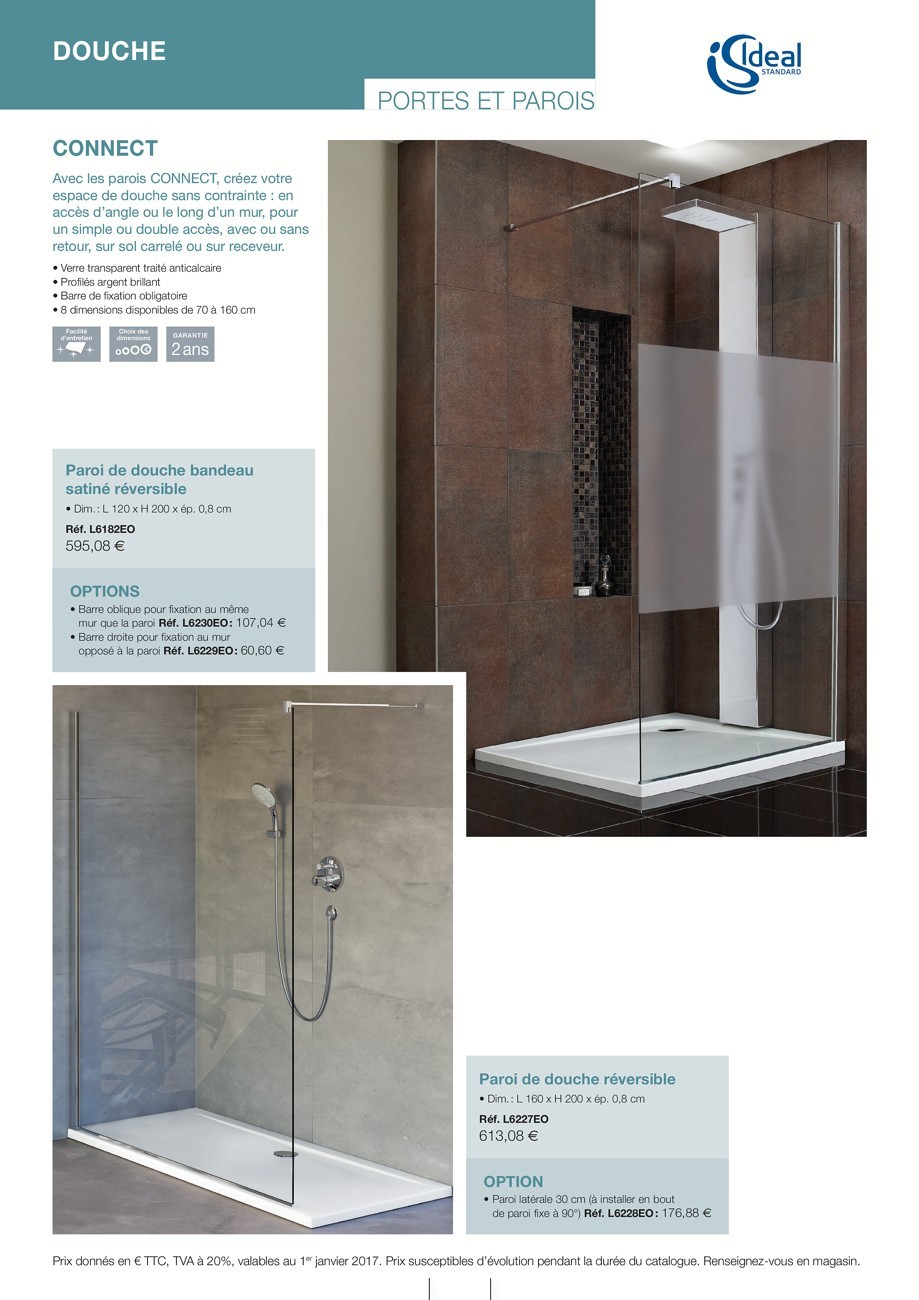 DOUCHE
PORTES ET PAROIS
Ideal
STANDARD
CONNECT
Avec les parois CONNECT, créez votre
espace de douche sans contrainte : en
accès d'angle ou le long d'un mur, pour
un simple ou double accès, avec ou sans
retour, sur sol carrelé ou sur receveur.
• Verre transparent traité anticalcaire
• Profilés argent brillant
• Barre de fixation obligatoire
• 8 dimensions disponibles de 70 à 160 cm
Facilité
d'entretien
Choix des
dimensions
GARANTIE
2 ans
Paroi de douche bandeau
satiné réversible
• Dim. : L 120 x H 200 x ép. 0,8 cm
Réf. L6182EO
595,08 €
OPTIONS
• Barre oblique pour fixation au même
mur que la paroi Réf. L6230EO : 107,04 €
• Barre droite pour fixation au mur
opposé à la paroi Réf. L6229EO : 60,60 €
Paroi de douche réversible
• Dim. : L 160 x H 200 x ép. 0,8 cm
Réf. L6227EO
613,08 €
OPTION
• Paroi latérale 30 cm (à installer en bout
de paroi fixe à 90°) Réf. L6228EO : 176,88 €
Prix donnés en € TTC, TVA à 20%, valables au 1er janvier 2017. Prix susceptibles d'évolution pendant la durée du catalogue. Renseignez-vous en magasin.